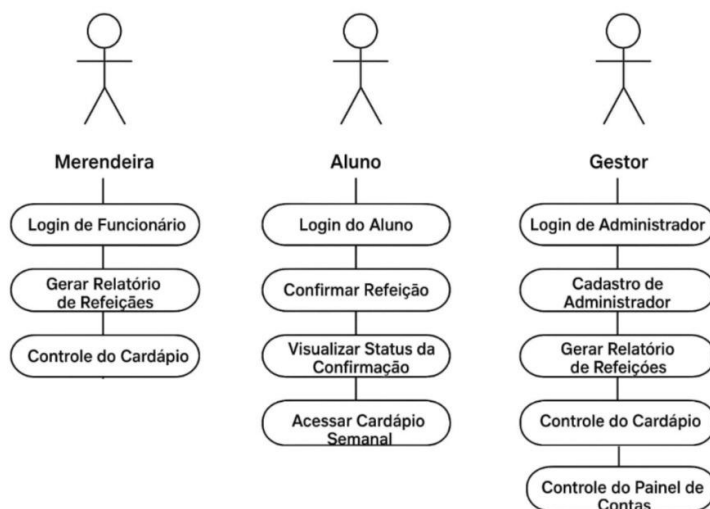 Merendeira
Login de Funcionário
Gerar Relatório
de Refeiçães
Controle do Cardápio
Aluno
Login do Aluno
Confirmar Refeição
Visualizar Status da
Confirmação
Acessar Cardápio
Semanal
Gestor
Login de Administrador
Cadastro de
Administrador
Gerar Relatório
de Refeiçóes
Controle do Cardápio
Controle do Painel de
Contas